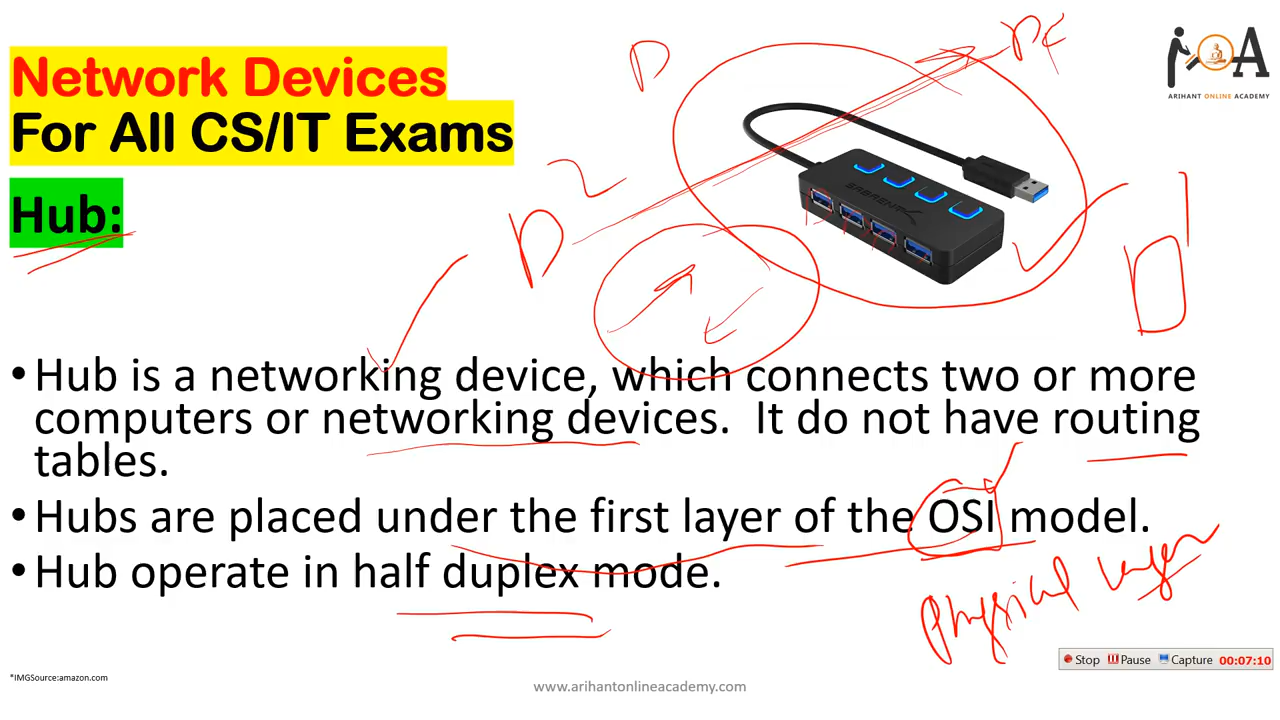 Network Devices
For All CS/IT Exams
ARIHANT ONLINE ACADEMY
SABRENT
Hub:
• Hub is a networking device, which connects two or more
computers or networking devices. It do not have routing
tables.
• Hubs are placed under the first layer of the OSI model.
• Hub operate in half duplex mode.
Physical layer
Stop Pause Capture 00:07:10
*IMGSource:amazon.com
www.arihantonlineacademy.com